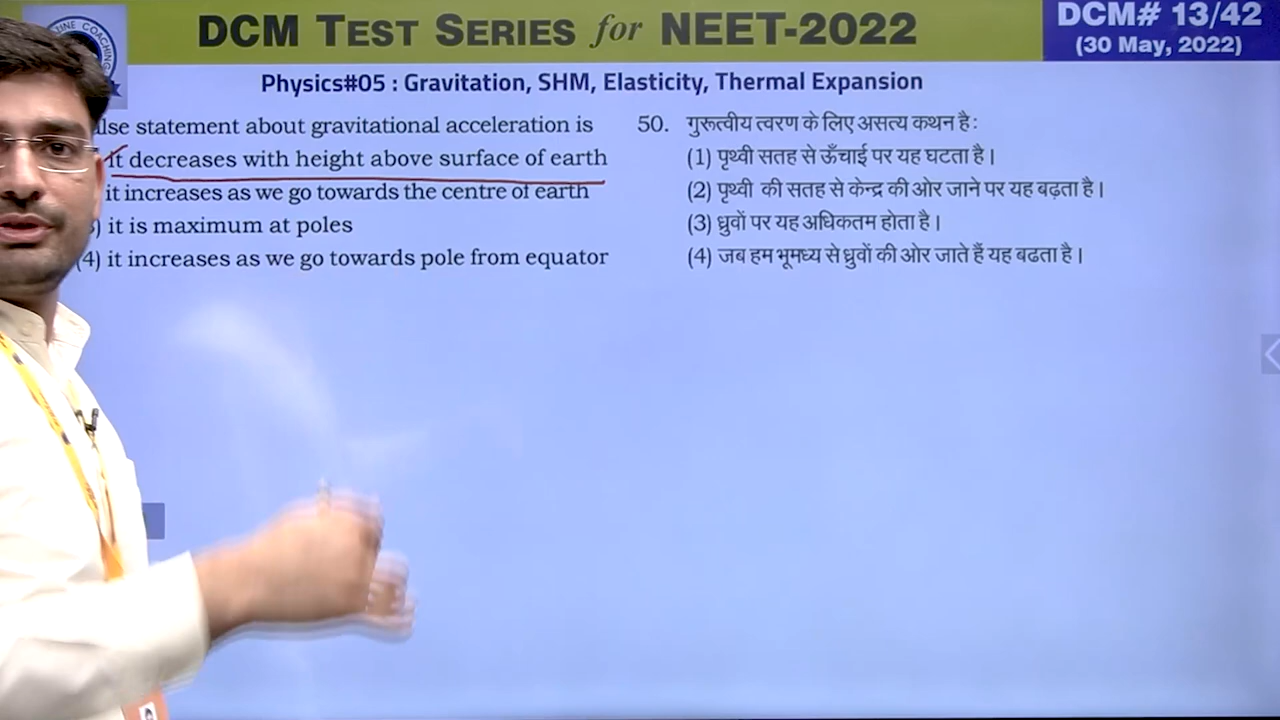 DCM TEST SERIES for NEET-2022
DCM# 13/42
(30 May, 2022)
COACHING
Physics#05 : Gravitation, SHM, Elasticity, Thermal Expansion
statement about gravitational acceleration is
it decreases with height above surface of earth
it increases as we go towards the centre of earth
) it is maximum at poles
(4) it increases as we go towards pole from equator
50. गुरूत्वीय त्वरण के लिए असत्य कथन है :
(1) पृथ्वी सतह से ऊँचाई पर यह घटता है।
(2) पृथ्वी की सतह से केन्द्र की ओर जाने पर यह बढ़ता है।
(3) ध्रुवों पर यह अधिकतम होता है।
(4) जब हम भूमध्य से ध्रुवों की ओर जाते हैं यह बढता है।